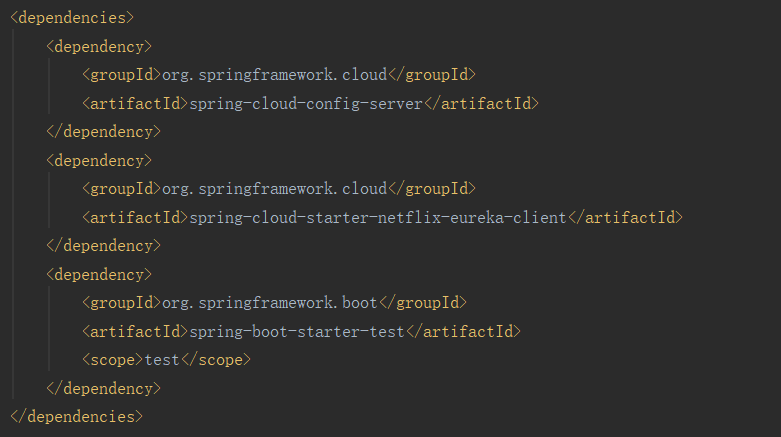 <dependencies>
    <dependency>
        <groupId>org.springframework.cloud</groupId>
        <artifactId>spring-cloud-config-server</artifactId>
    </dependency>
    <dependency>
        <groupId>org.springframework.cloud</groupId>
        <artifactId>spring-cloud-starter-netflix-eureka-client</artifactId>
    </dependency>
    <dependency>
        <groupId>org.springframework.boot</groupId>
        <artifactId>spring-boot-starter-test</artifactId>
        <scope>test</scope>
    </dependency>
</dependencies>